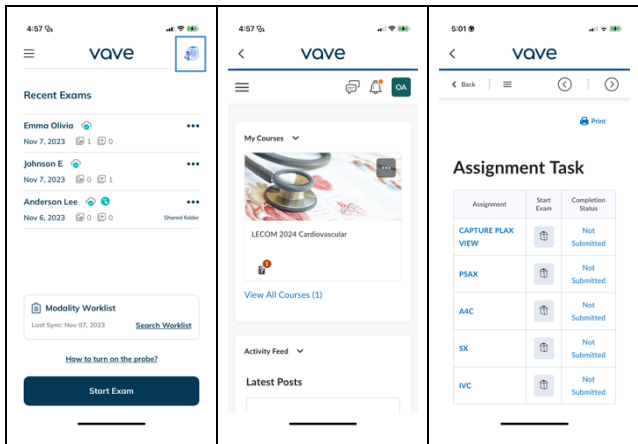 4:57
vave
Recent Exams
Emma Olivia
Nov 7, 2023 1 0
Johnson E
Nov 7, 2023 0 1
Anderson Lee
Nov 6, 2023 0 0 Shared folder
Modality Worklist
Last Sync: Nov 07, 2023 Search Worklist
How to turn on the probe?
Start Exam
4:57
vave
OA
My Courses
LECOM 2024 Cardiovascular
1
View All Courses (1)
Activity Feed
Latest Posts
5:01
vave
Back
Print
Assignment Task
Assignment Start Exam Completion Status
CAPTURE PLAX VIEW Not Submitted
PSAX Not Submitted
A4C Not Submitted
SX Not Submitted
IVC Not Submitted